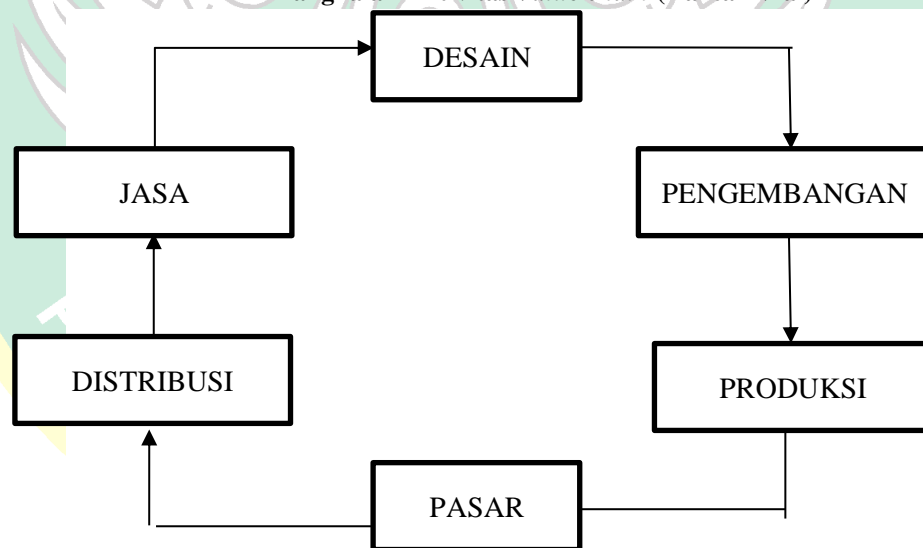 DESAIN
JASA
PENGEMBANGAN
DISTRIBUSI
PRODUKSI
PASAR